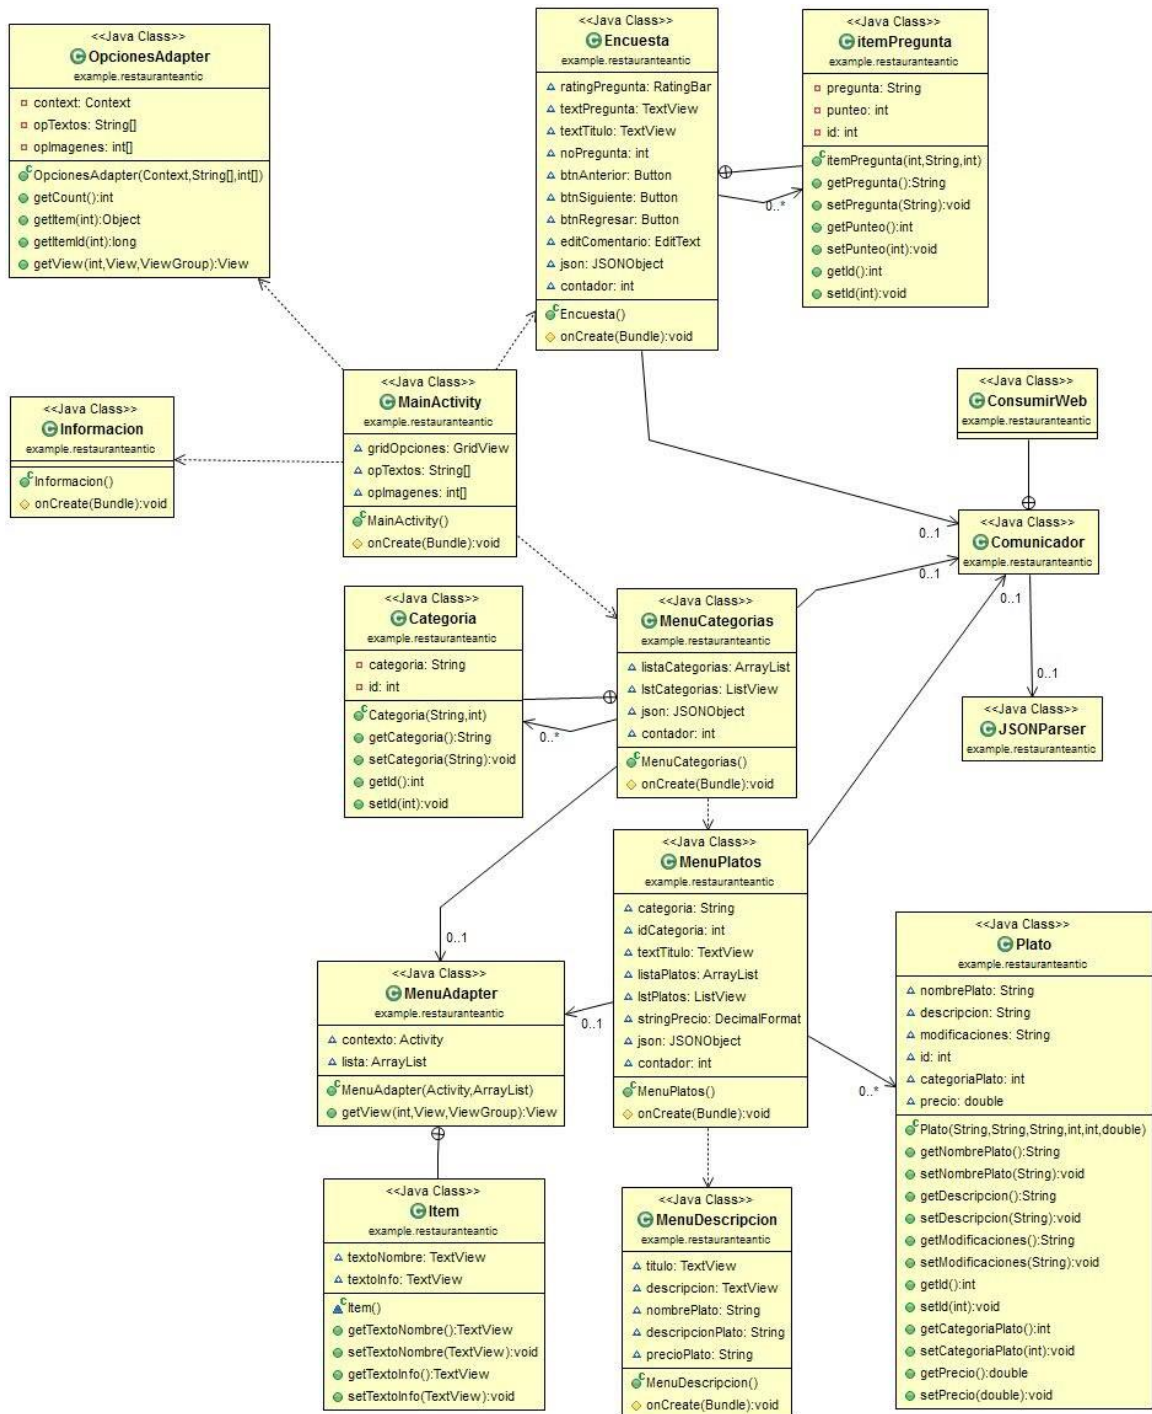 <<Java Class>>
OpcionesAdapter
example.restauranteantic
context: Context
opTextos: String[]
opImagenes: int[]
OpcionesAdapter(Context,String[],int[])
getCount():int
getItem(int):Object
getItemId(int):long
getView(int,View,ViewGroup):View
<<Java Class>>
Encuesta
example.restauranteantic
ratingPregunta: RatingBar
textPregunta: TextView
textTitulo: TextView
noPregunta: int
btnAnterior: Button
btnSiguiente: Button
btnRegresar: Button
editComentario: EditText
json: JSONObject
contador: int
Encuesta()
onCreate(Bundle):void
<<Java Class>>
itemPregunta
example.restauranteantic
pregunta: String
punteo: int
id: int
itemPregunta(int,String,int)
getPregunta():String
setPregunta(String):void
getPunteo():int
setPunteo(int):void
getId():int
setId(int):void
0..*
<<Java Class>>
Informacion
example.restauranteantic
Informacion()
onCreate(Bundle):void
<<Java Class>>
MainActivity
example.restauranteantic
gridOpciones: GridView
opTextos: String[]
opImagenes: int[]
MainActivity()
onCreate(Bundle):void
<<Java Class>>
ConsumirWeb
example.restauranteantic
<<Java Class>>
Comunicador
example.restauranteantic
0..1
0..1
0..1
<<Java Class>>
Categoria
example.restauranteantic
categoria: String
id: int
Categoria(String,int)
getCategoria():String
setCategoria(String):void
getId():int
setId(int):void
0..*
<<Java Class>>
MenuCategorias
example.restauranteantic
listaCategorias: ArrayList
lstCategorias: ListView
json: JSONObject
contador: int
MenuCategorias()
onCreate(Bundle):void
0..1
<<Java Class>>
JSONParser
example.restauranteantic
<<Java Class>>
MenuPlatos
example.restauranteantic
categoria: String
idCategoria: int
textTitulo: TextView
listaPlatos: ArrayList
lstPlatos: ListView
stringPrecio: DecimalFormat
json: JSONObject
contador: int
MenuPlatos()
onCreate(Bundle):void
0..1
0..1
0..*
<<Java Class>>
MenuAdapter
example.restauranteantic
contexto: Activity
lista: ArrayList
MenuAdapter(Activity,ArrayList)
getView(int,View,ViewGroup):View
<<Java Class>>
Plato
example.restauranteantic
nombrePlato: String
descripcion: String
modificaciones: String
id: int
categoriaPlato: int
precio: double
Plato(String,String,String,int,int,double)
getNombrePlato():String
setNombrePlato(String):void
getDescripcion():String
setDescripcion(String):void
getModificaciones():String
setModificaciones(String):void
getId():int
setId(int):void
getCategoriaPlato():int
setCategoriaPlato(int):void
getPrecio():double
setPrecio(double):void
<<Java Class>>
Item
example.restauranteantic
textoNombre: TextView
textoInfo: TextView
Item()
getTextoNombre():TextView
setTextoNombre(TextView):void
getTextoInfo():TextView
setTextoInfo(TextView):void
<<Java Class>>
MenuDescripcion
example.restauranteantic
titulo: TextView
descripcion: TextView
nombrePlato: String
descripcionPlato: String
precioPlato: String
MenuDescripcion()
onCreate(Bundle):void